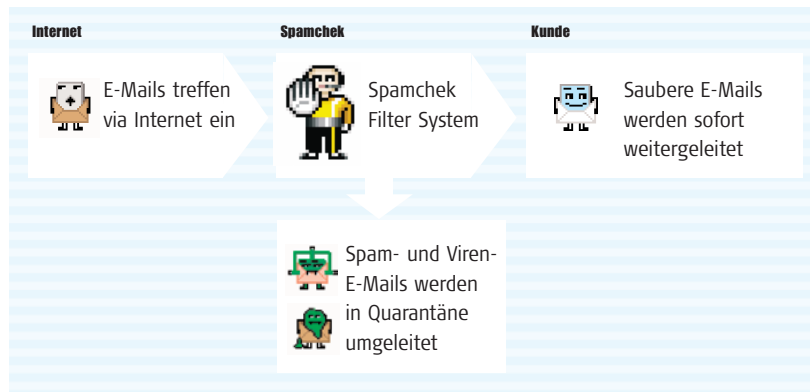 Internet
Spamchek
Kunde
E-Mails treffen
via Internet ein
Spamchek
Filter System
Saubere E-Mails
werden sofort
weitergeleitet
Spam- und Viren-
E-Mails werden
in Quarantäne
umgeleitet